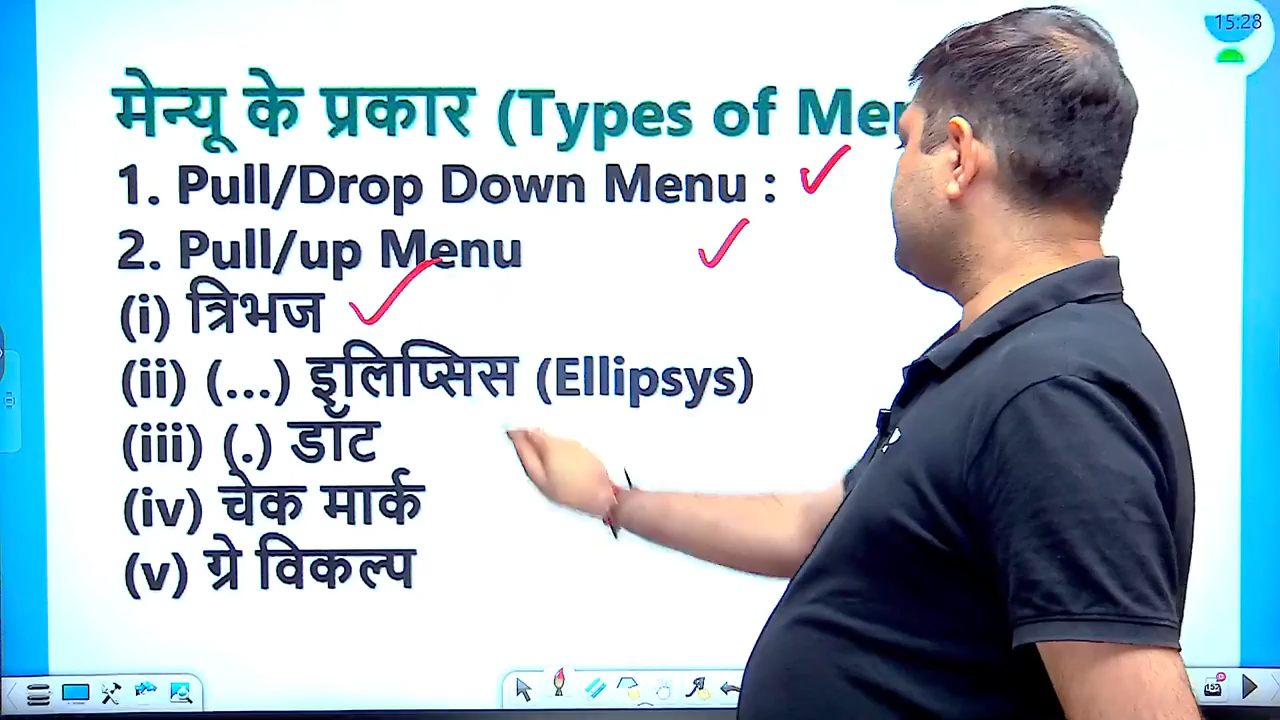 15:28
मेन्यू के प्रकार (Types of Men
1. Pull/Drop Down Menu :
2. Pull/up Menu
(i) त्रिभज
(ii) (...) इलिप्सिस (Ellipsys)
(iii) (.) डॉट
(iv) चेक मार्क
(v) ग्रे विकल्प